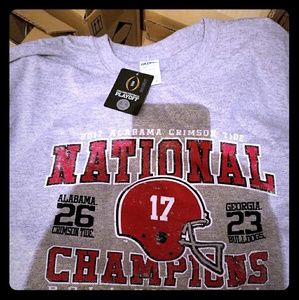 PLAYOFF
2017 ALABAMA CRIMSON TIDE
NATIONAL
ALABAMA
26
CRIMSON TIDE
17
GEORGIA
23
BULLDOGS
CHAMPIONS